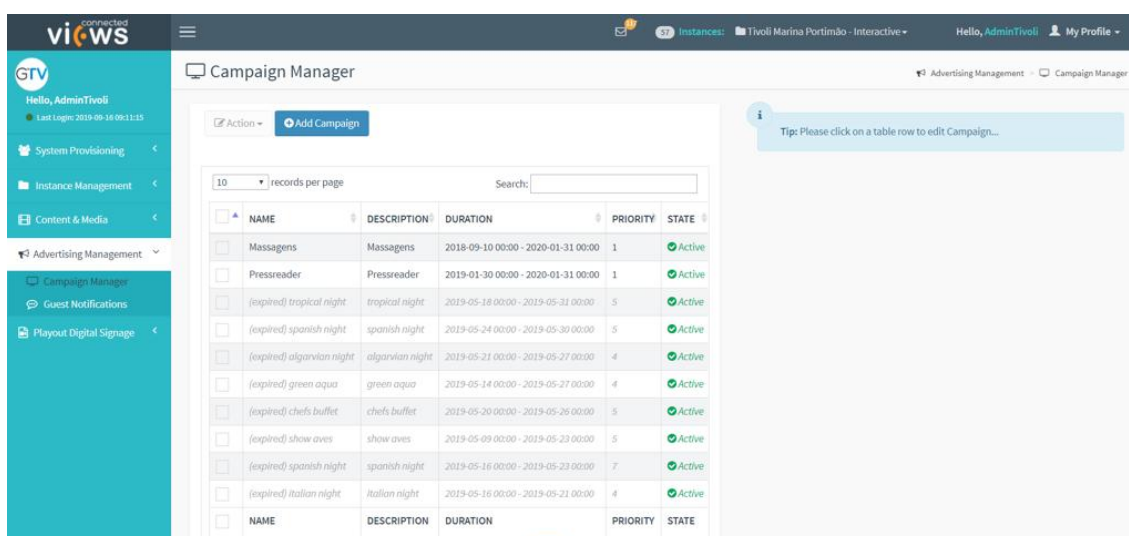 connected
views
57 Instances: Tivoli Marina Portimão - Interactive
Hello, AdminTivoli My Profile
GTV
Hello, AdminTivoli
Last Login: 2019-09-16 09:11:15
System Provisioning
Instance Management
Content & Media
Advertising Management
Campaign Manager
Guest Notifications
Playout Digital Signage
Campaign Manager
Advertising Management Campaign Manager
Action Add Campaign
Tip: Please click on a table row to edit Campaign...
10 records per page Search:
NAME DESCRIPTION DURATION PRIORITY STATE
Massagens Massagens 2018-09-10 00:00 - 2020-01-31 00:00 1 Active
Pressreader Pressreader 2019-01-30 00:00 - 2020-01-31 00:00 1 Active
(expired) tropical night tropical night 2019-05-18 00:00 - 2019-05-31 00:00 5 Active
(expired) spanish night spanish night 2019-05-24 00:00 - 2019-05-30 00:00 5 Active
(expired) algarvian night algarvian night 2019-05-21 00:00 - 2019-05-27 00:00 4 Active
(expired) green aqua green aqua 2019-05-14 00:00 - 2019-05-27 00:00 4 Active
(expired) chefs buffet chefs buffet 2019-05-20 00:00 - 2019-05-26 00:00 5 Active
(expired) show aves show aves 2019-05-09 00:00 - 2019-05-23 00:00 5 Active
(expired) spanish night spanish night 2019-05-16 00:00 - 2019-05-23 00:00 7 Active
(expired) italian night italian night 2019-05-16 00:00 - 2019-05-21 00:00 4 Active
NAME DESCRIPTION DURATION PRIORITY STATE